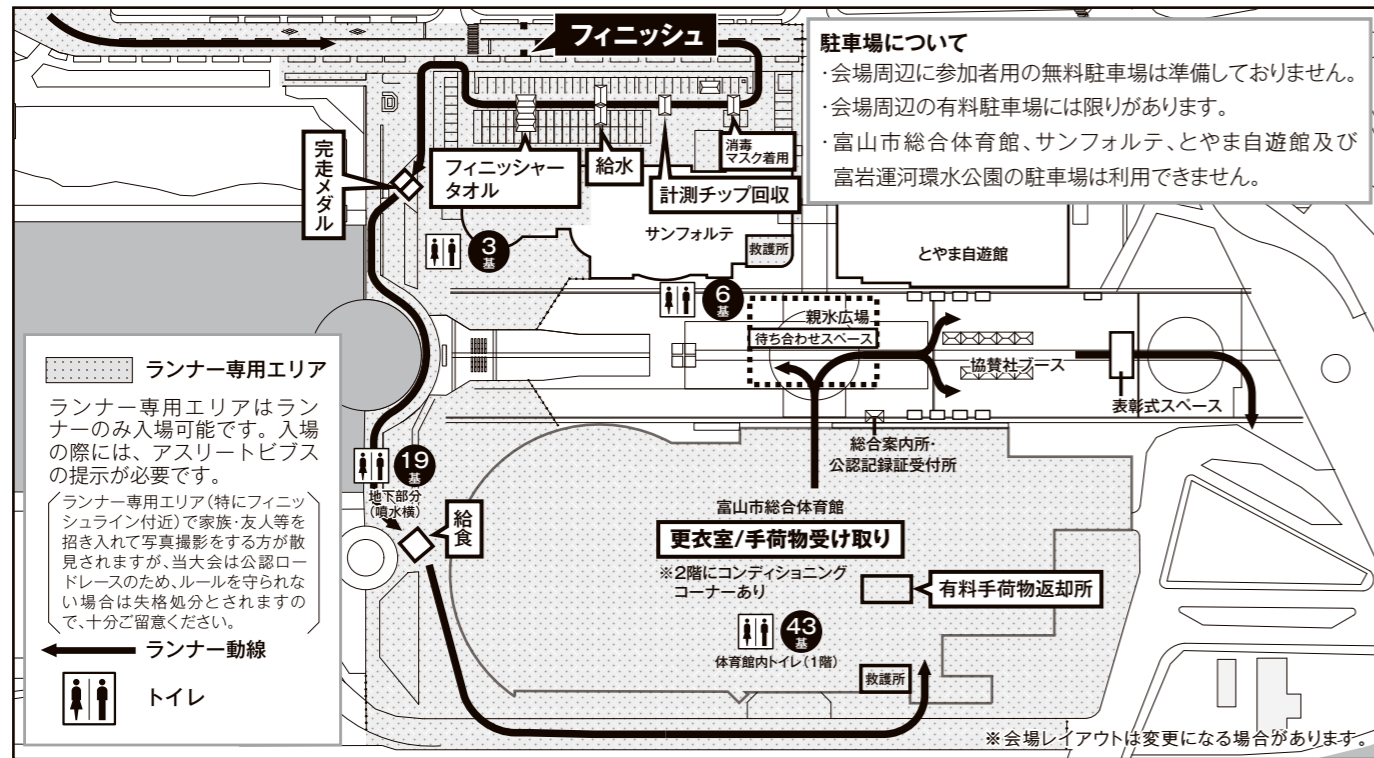 フィニッシュ
駐車場について
・会場周辺に参加者用の無料駐車場は準備しておりません。
・会場周辺の有料駐車場には限りがあります。
・富山市総合体育館、サンフォルテ、とやま自遊館及び
富岩運河環水公園の駐車場は利用できません。
完走メダル
フィニッシャー
タオル
給水
計測チップ回収
消毒
マスク着用
サンフォルテ
救護所
とやま自遊館
3
基
6
基
親水広場
待ち合わせスペース
協賛社ブース
表彰式スペース
総合案内所・
公認記録証受付所
ランナー専用エリア
ランナー専用エリアはラン
ナーのみ入場可能です。入場
の際には、アスリートビブス
の提示が必要です。
ランナー専用エリア(特にフィニッ
シュライン付近)で家族・友人等を
招き入れて写真撮影をする方が散
見されますが、当大会は公認ロー
ドレースのため、ルールを守られな
い場合は失格処分とされますの
で、十分ご留意ください。
ランナー動線
トイレ
19
基
地下部分
(噴水横)
給食
富山市総合体育館
更衣室/手荷物受け取り
※2階にコンディショニング
コーナーあり
有料手荷物返却所
43
基
体育館内トイレ(1階)
救護所
※会場レイアウトは変更になる場合があります。